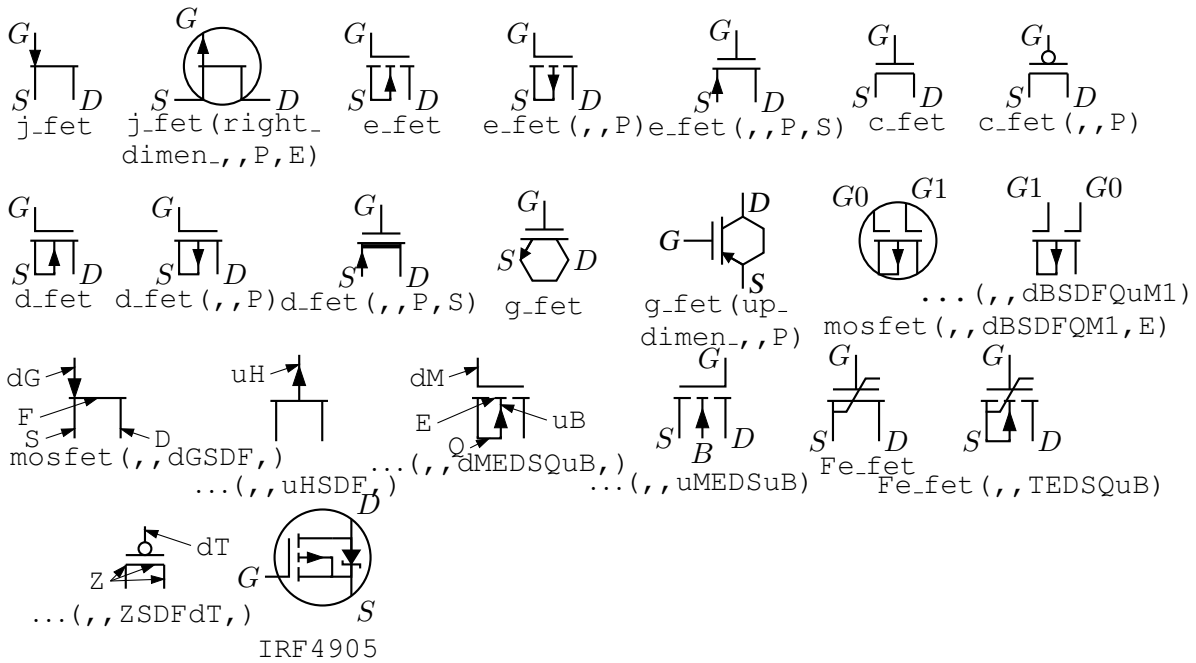 G G G G G G G
S D S D S D S D S D S D S D
j_fet j_fet(right_ e_fet e_fet(,,P) e_fet(,,P,S) c_fet c_fet(,,P)
dimen_,,P,E)
G G G G D G0 G1 G1 G0
G
S D S D S D S D S
d_fet d_fet(,,P) d_fet(,,P,S) g_fet g_fet(up_ ...(,,dBSDFQuM1)
dimen_,,P) mosfet(,,dBSDFQM1,E)
dG uH dM G G G
F E uB
S D Q S B D S D S D
mosfet(,,dGSDF,) ...(,,uHSDF,) ...(,,dMEDSQuB,) ...(,,uMEDSuB) Fe_fet Fe_fet(,,TEDSQuB)
dT D
Z G
...(,,ZSDFdT,) S
IRF4905